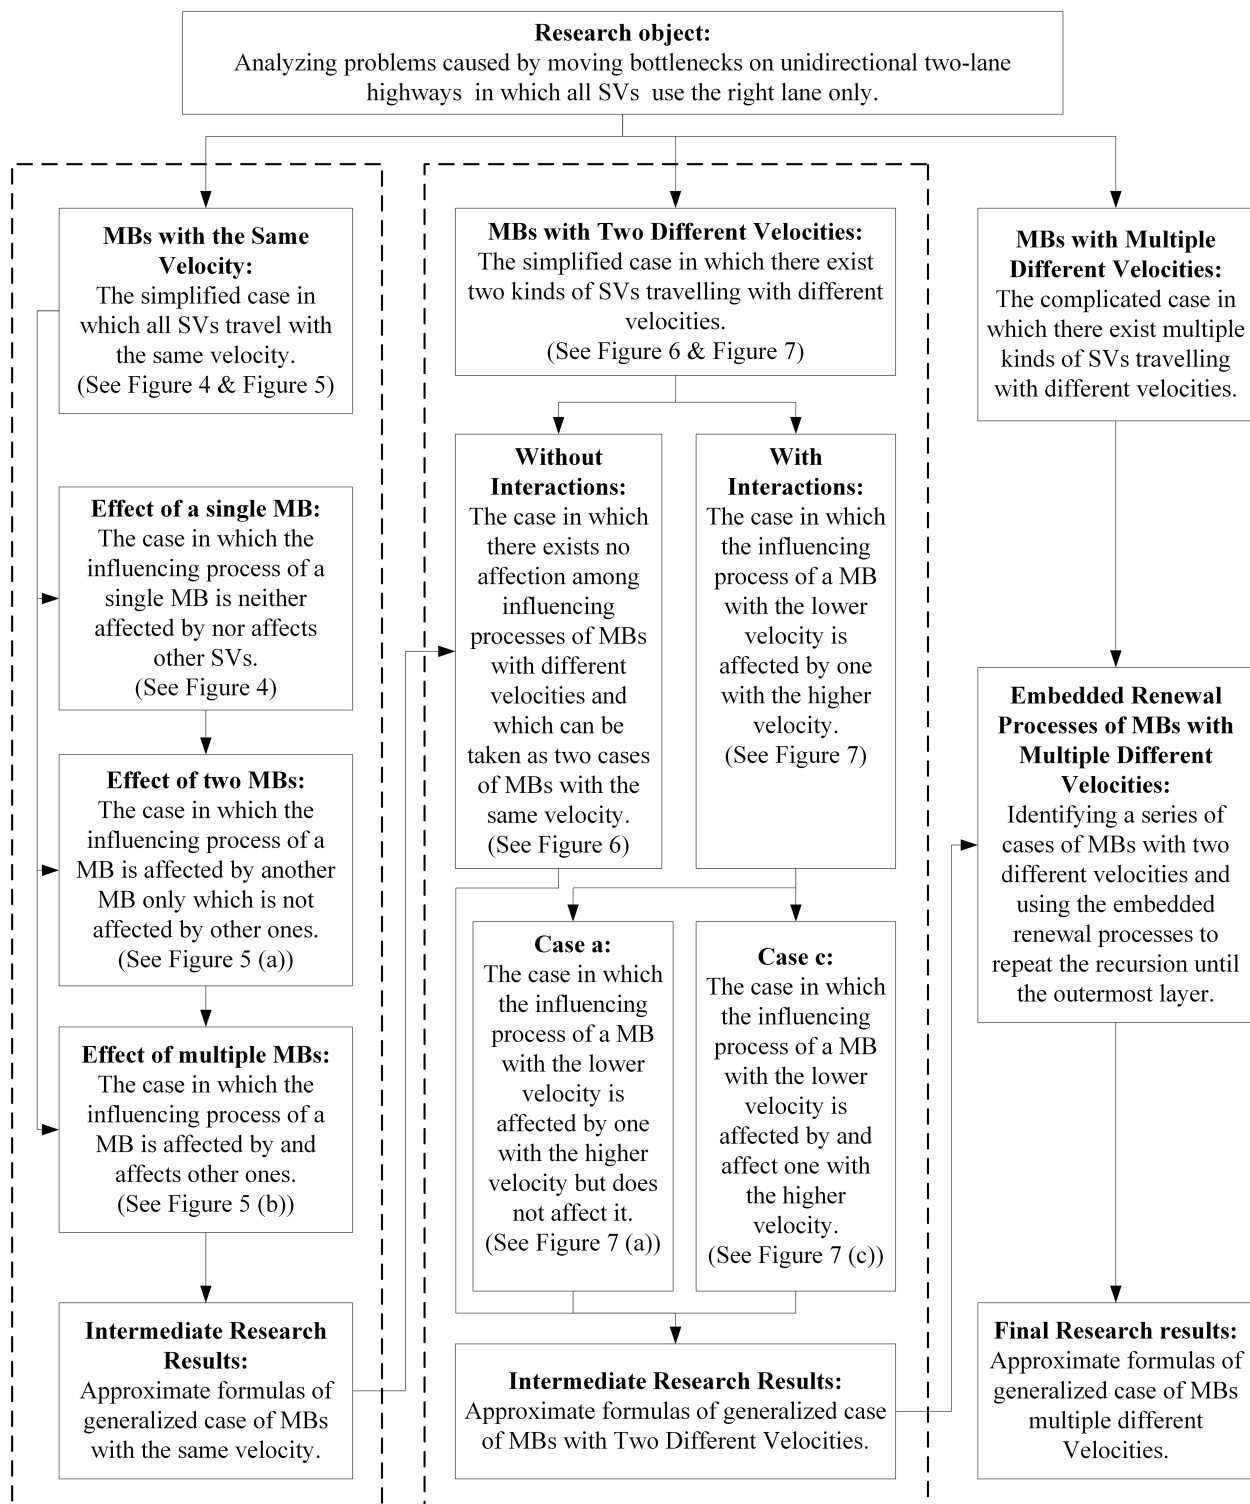 Research object:
Analyzing problems caused by moving bottlenecks on unidirectional two-lane
highways in which all SVs use the right lane only.
MBs with the Same
Velocity:
The simplified case in
which all SVs travel with
the same velocity.
(See Figure 4 & Figure 5)
Effect of a single MB:
The case in which the
influencing process of a
single MB is neither
affected by nor affects
other SVs.
(See Figure 4)
Effect of two MBs:
The case in which the
influencing process of a
MB is affected by another
MB only which is not
affected by other ones.
(See Figure 5 (a))
Effect of multiple MBs:
The case in which the
influencing process of a
MB is affected by and
affects other ones.
(See Figure 5 (b))
Intermediate Research
Results:
Approximate formulas of
generalized case of MBs
with the same velocity.
MBs with Two Different Velocities:
The simplified case in which there exist
two kinds of SVs travelling with different
velocities.
(See Figure 6 & Figure 7)
Without
Interactions:
The case in which
there exists no
affection among
influencing
processes of MBs
with different
velocities and
which can be
taken as two cases
of MBs with the
same velocity.
(See Figure 6)
With
Interactions:
The case in which
the influencing
process of a MB
with the lower
velocity is
affected by one
with the higher
velocity.
(See Figure 7)
Case a:
The case in which
the influencing
process of a MB
with the lower
velocity is
affected by one
with the higher
velocity but does
not affect it.
(See Figure 7 (a))
Case c:
The case in which
the influencing
process of a MB
with the lower
velocity is
affected by and
affect one with
the higher
velocity.
(See Figure 7 (c))
Intermediate Research Results:
Approximate formulas of generalized case
of MBs with Two Different Velocities.
MBs with Multiple
Different Velocities:
The complicated case in
which there exist multiple
kinds of SVs travelling
with different velocities.
Embedded Renewal
Processes of MBs with
Multiple Different
Velocities:
Identifying a series of
cases of MBs with two
different velocities and
using the embedded
renewal processes to
repeat the recursion until
the outermost layer.
Final Research results:
Approximate formulas of
generalized case of MBs
multiple different
Velocities.